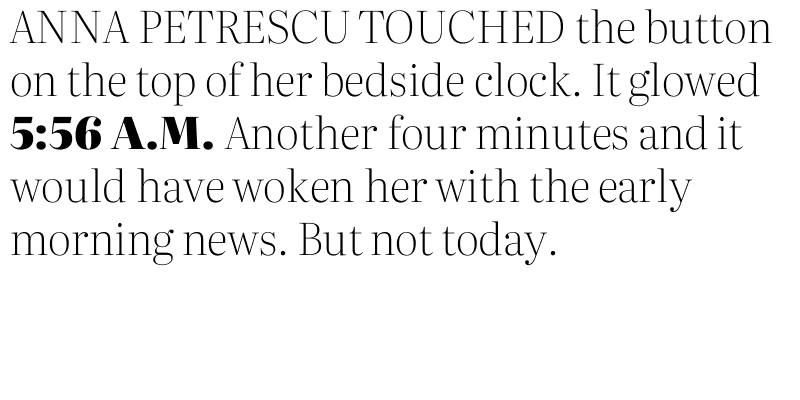 ANNA PETRESCU TOUCHED the button
on the top of her bedside clock. It glowed
5:56 A.M. Another four minutes and it
would have woken her with the early
morning news. But not today.